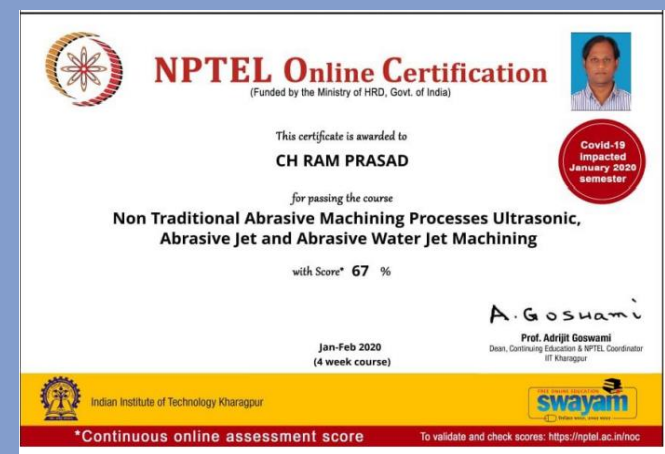 NPTEL Online Certification
(Funded by the Ministry of HRD, Govt. of India)
This certificate is awarded to
CH RAM PRASAD
Covid-19
Impacted
January 2020
semester
for passing the course
Non Traditional Abrasive Machining Processes Ultrasonic,
Abrasive Jet and Abrasive Water Jet Machining
with Score* 67 %
A. Goswami
Prof. Adrijit Goswami
Dean, Continuing Education & NPTEL Coordinator
IIT Kharagpur
Jan-Feb 2020
(4 week course)
Indian Institute of Technology Kharagpur
FREE ONLINE EDUCATION
swayam
*Continuous online assessment score
To validate and check scores: https://nptel.ac.in/noc